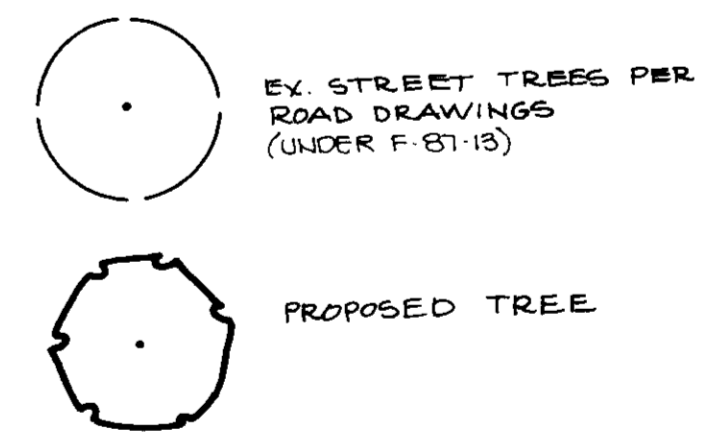 EX. STREET TREES PER
ROAD DRAWINGS
(UNDER F-87-13)
PROPOSED TREE